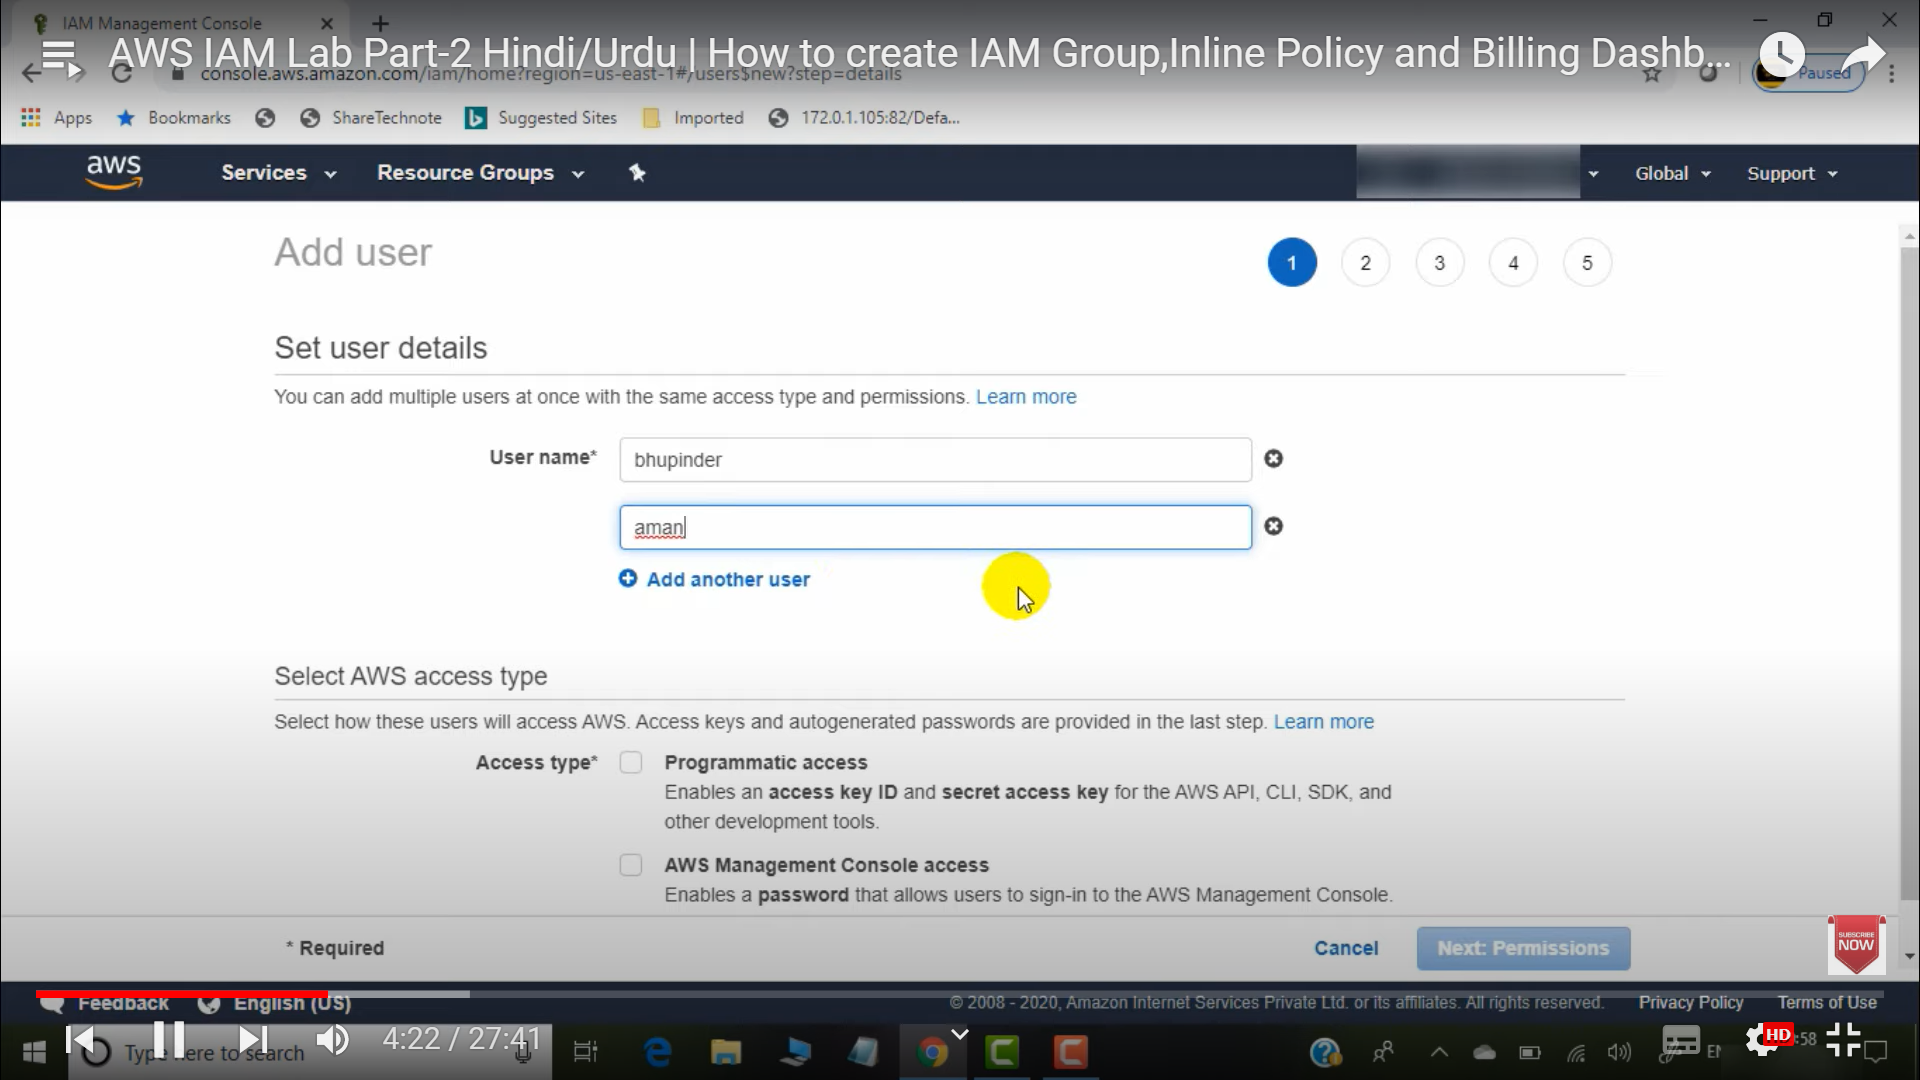 IAM Management Console
AWS IAM Lab Part-2 Hindi/Urdu | How to create IAM Group,Inline Policy and Billing Dashb...
console.aws.amazon.com/iam/home?region=us-east-1#/users$new?step=details
Paused
Apps Bookmarks ShareTechnote Suggested Sites Imported 172.0.1.105:82/Defa...
aws Services Resource Groups Global Support
Add user
1 2 3 4 5
Set user details
You can add multiple users at once with the same access type and permissions. Learn more
User name* bhupinder
aman
Add another user
Select AWS access type
Select how these users will access AWS. Access keys and autogenerated passwords are provided in the last step. Learn more
Access type* Programmatic access
Enables an access key ID and secret access key for the AWS API, CLI, SDK, and
other development tools.
AWS Management Console access
Enables a password that allows users to sign-in to the AWS Management Console.
* Required Cancel Next: Permissions
SUBSCRIBE
NOW
Feedback English (US) © 2008 - 2020, Amazon Internet Services Private Ltd. or its affiliates. All rights reserved. Privacy Policy Terms of Use
Type here to search 4:22 / 27:41 HD :58